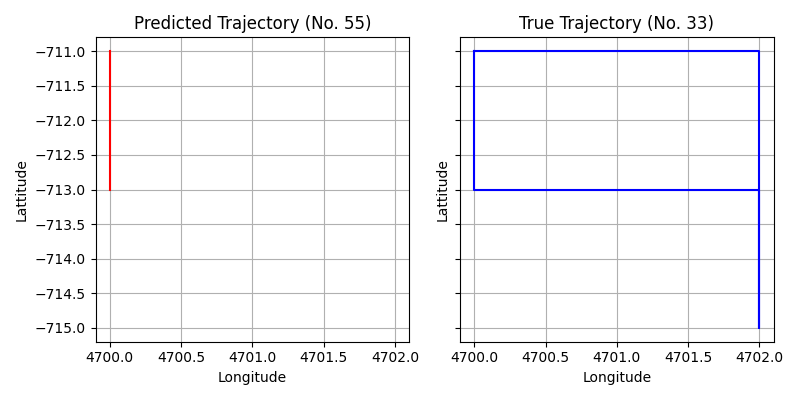 Predicted Trajectory (No. 55)
True Trajectory (No. 33)
−711.0
−711.5
−712.0
−712.5
−713.0
−713.5
−714.0
−714.5
−715.0
Lattitude
Lattitude
4700.0 4700.5 4701.0 4701.5 4702.0
4700.0 4700.5 4701.0 4701.5 4702.0
Longitude
Longitude